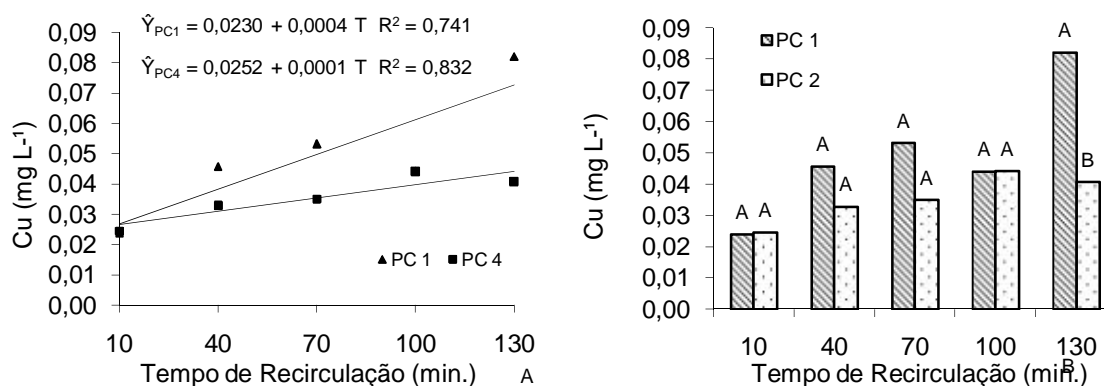 ŶPC1 = 0,0230 + 0,0004 T R² = 0,741
ŶPC4 = 0,0252 + 0,0001 T R² = 0,832
0,09
0,08
0,07
0,06
0,05
0,04
0,03
0,02
0,01
0,00
Cu (mg L-¹)
PC 1
PC 4
10 40 70 100 130
Tempo de Recirculação (min.)
A
0,09
0,08
0,07
0,06
0,05
0,04
0,03
0,02
0,01
0,00
Cu (mg L-¹)
PC 1
PC 2
A A
A A
A A
A A
A B
10 40 70 100 130
Tempo de Recirculação (min.)
B